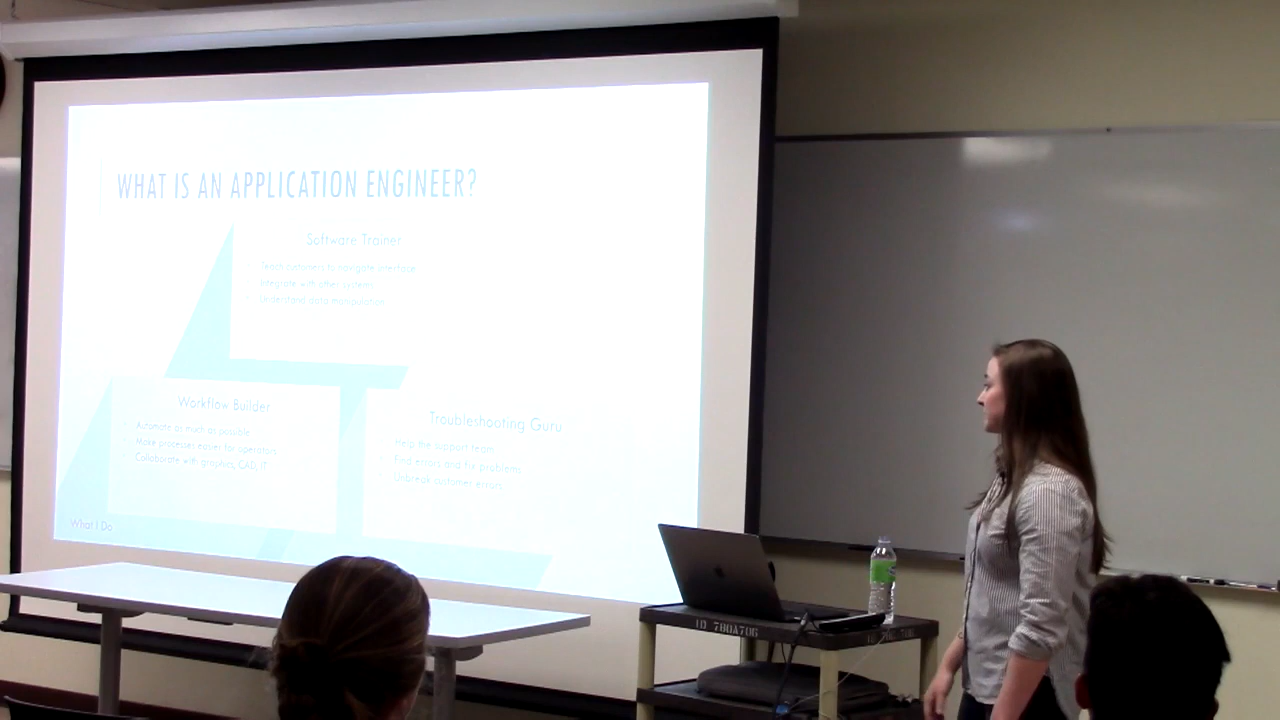 WHAT IS AN APPLICATION ENGINEER?
Software Trainer
Teach customers to navigate interface
Integrate with other systems
Understand data manipulation
Workflow Builder
Automate as much as possible
Make processes easier for operators
Collaborate with graphics, CAD, IT
Troubleshooting Guru
Help the support team
Find errors and fix problems
Unbreak customer errors
What I Do
ID 780A706